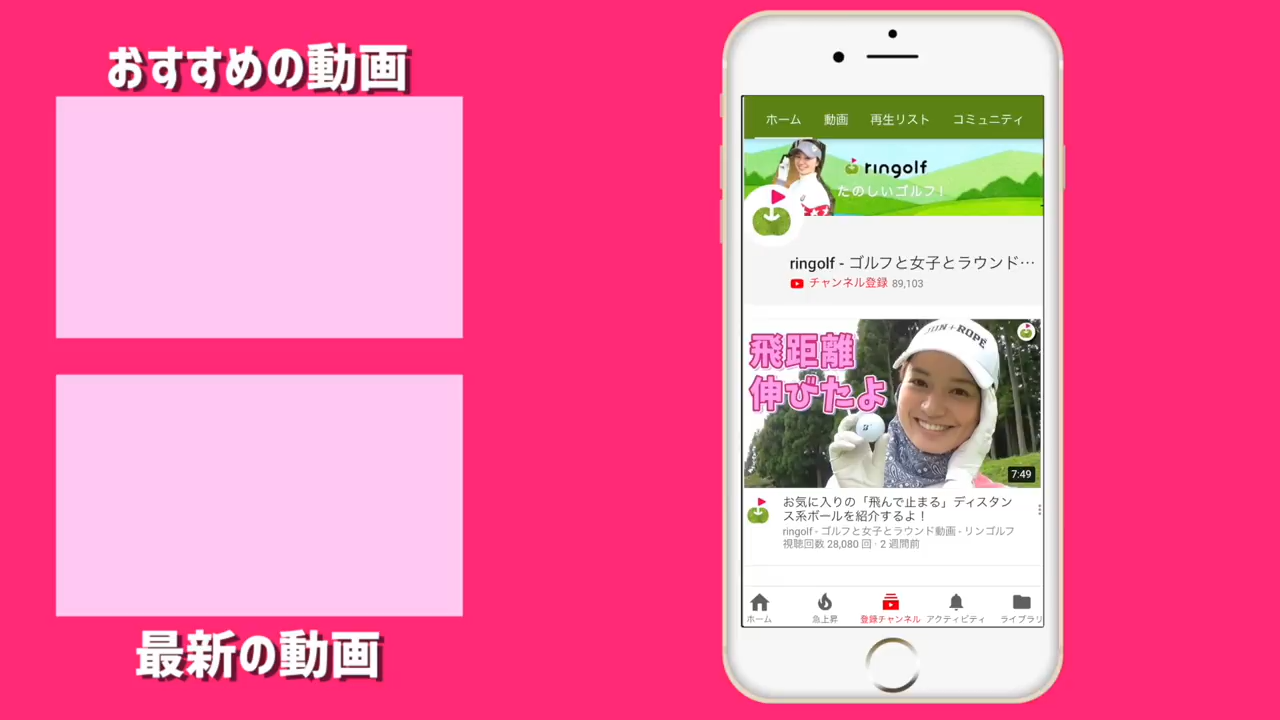 おすすめの動画
最新の動画
ホーム 動画 再生リスト コミュニティ
ringolf
たのしいゴルフ!
ringolf - ゴルフと女子とラウンド…
チャンネル登録 89,103
JUN+ROPE
飛距離
伸びたよ
7:49
お気に入りの「飛んで止まる」ディスタン
ス系ボールを紹介するよ！
ringolf - ゴルフと女子とラウンド動画 - リンゴルフ
視聴回数 28,080 回 · 2 週間前
ホーム 急上昇 登録チャンネル アクティビティ ライブラリ